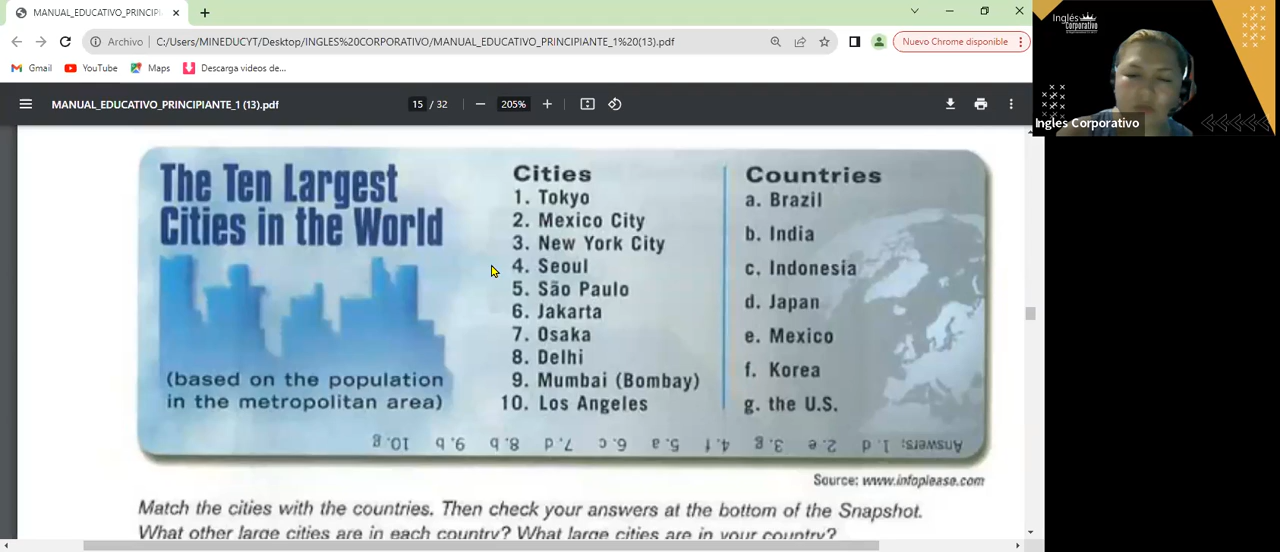 MANUAL_EDUCATIVO_PRINCIPI
Archivo C:/Users/MINEDUCYT/Desktop/INGLES%20CORPORATIVO/MANUAL_EDUCATIVO_PRINCIPIANTE_1%20(13).pdf
Nuevo Chrome disponible
Gmail YouTube Maps Descarga videos de...
MANUAL_EDUCATIVO_PRINCIPIANTE_1 (13).pdf 15 / 32 205%
Inglés
Corporativo
Ingles Corporativo
The Ten Largest
Cities in the World
(based on the population
in the metropolitan area)
Cities
1. Tokyo
2. Mexico City
3. New York City
4. Seoul
5. São Paulo
6. Jakarta
7. Osaka
8. Delhi
9. Mumbai (Bombay)
10. Los Angeles
Countries
a. Brazil
b. India
c. Indonesia
d. Japan
e. Mexico
f. Korea
g. the U.S.
Answers: 1. d 2. e 3. g 4. f 5. a 6. c 7. d 8. b 9. b 10. g
Source: www.infoplease.com
Match the cities with the countries. Then check your answers at the bottom of the Snapshot.
What other large cities are in each country? What large cities are in your country?